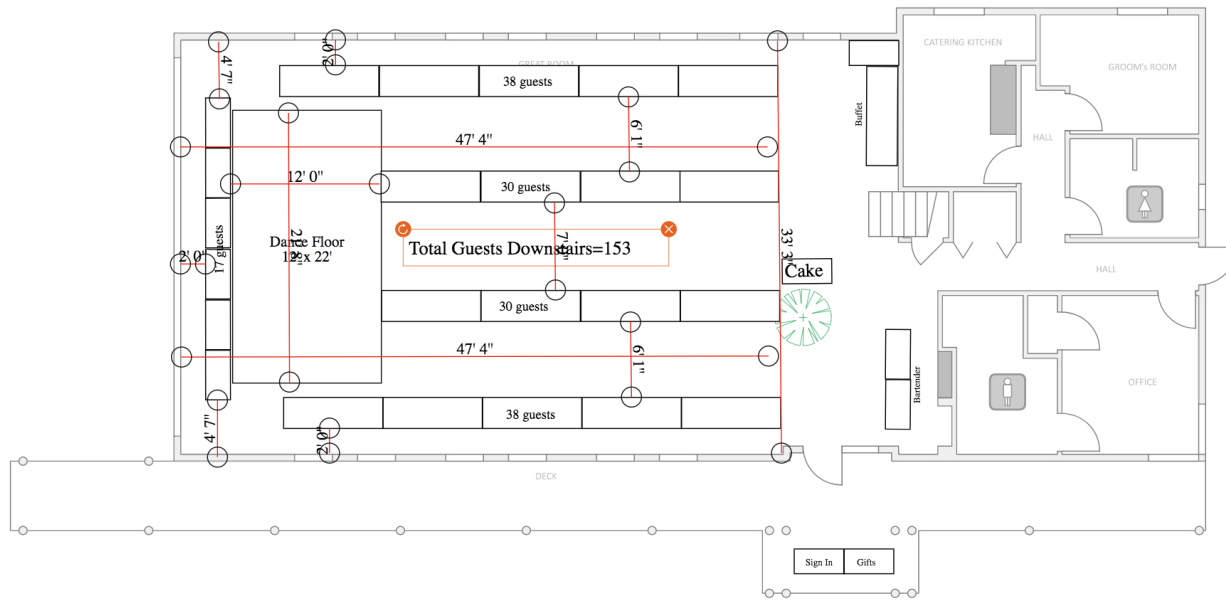 CATERING KITCHEN
GROOM's ROOM
GREAT ROOM
2' 0"
4' 7"
38 guests
Buffet
6' 1"
HALL
47' 4"
12' 0"
30 guests
17 guests
2' 0"
Dance Floor
12' x 22'
Total Guests Downstairs=153
33' 3"
Cake
HALL
30 guests
47' 4"
6' 1"
Bartender
OFFICE
38 guests
4' 7"
2' 0"
DECK
Sign In
Gifts